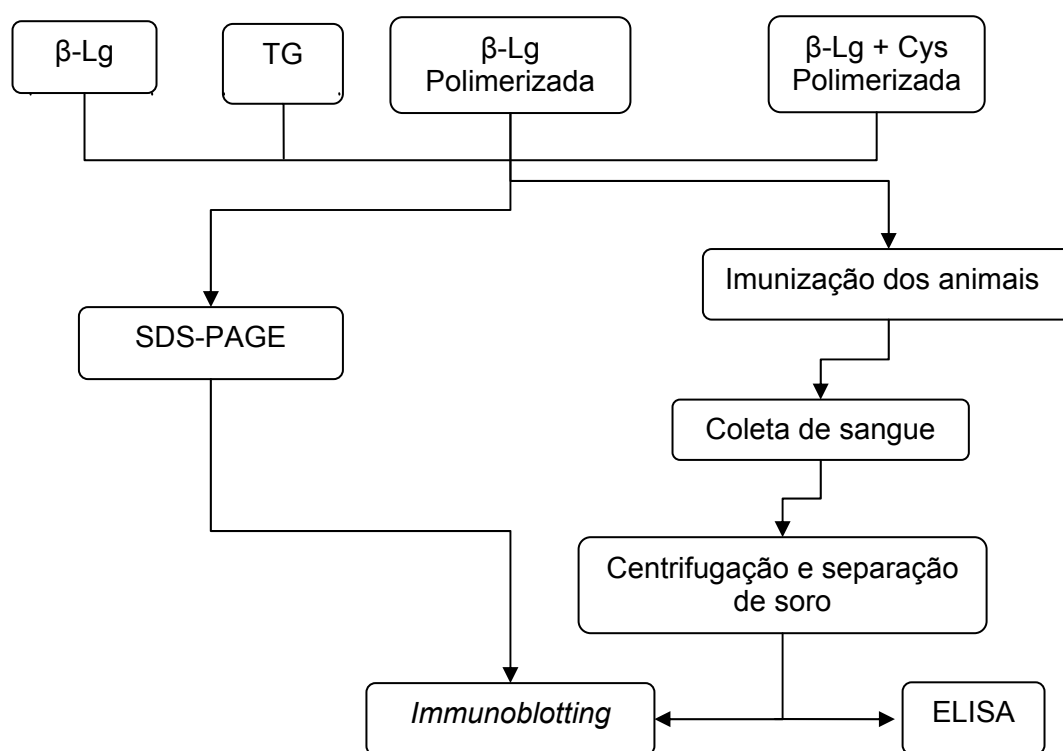 β-Lg
TG
β-Lg
Polimerizada
β-Lg + Cys
Polimerizada
Imunização dos animais
SDS-PAGE
Coleta de sangue
Centrifugação e separação
de soro
Immunoblotting
ELISA